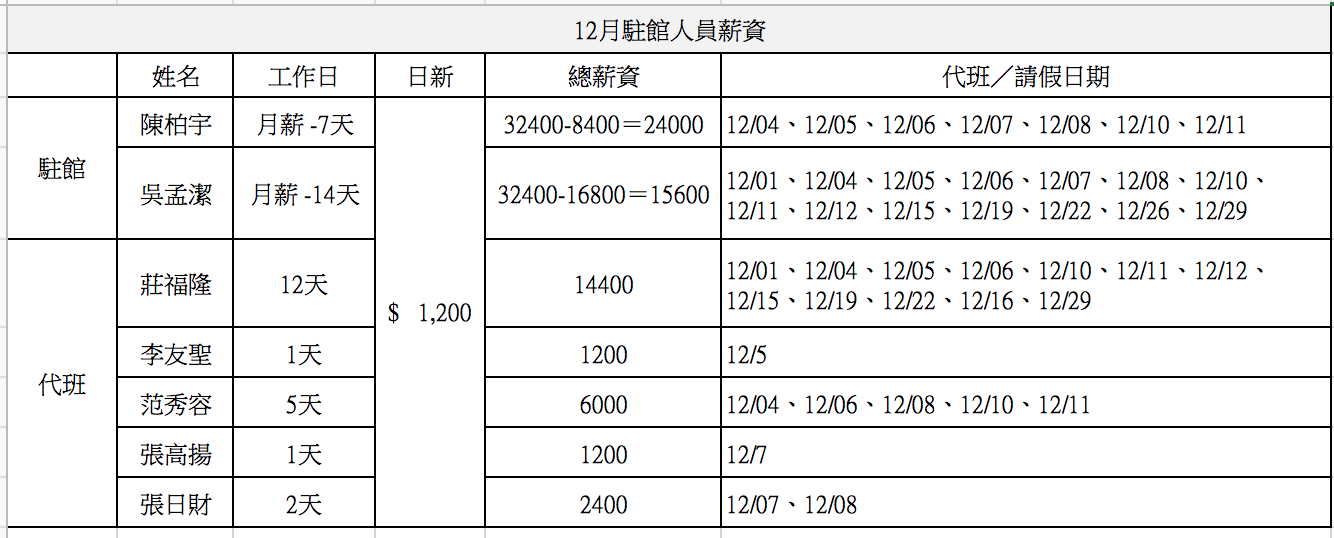 12月駐館人員薪資
姓名 工作日 日新 總薪資 代班／請假日期
駐館
陳柏宇 月薪 -7天 32400-8400＝24000 12/04、12/05、12/06、12/07、12/08、12/10、12/11
吳孟潔 月薪 -14天 32400-16800＝15600 12/01、12/04、12/05、12/06、12/07、12/08、12/10、
12/11、12/12、12/15、12/19、12/22、12/26、12/29
$ 1,200
代班
莊福隆 12天 14400 12/01、12/04、12/05、12/06、12/10、12/11、12/12、
12/15、12/19、12/22、12/16、12/29
李友聖 1天 1200 12/5
范秀容 5天 6000 12/04、12/06、12/08、12/10、12/11
張高揚 1天 1200 12/7
張日財 2天 2400 12/07、12/08